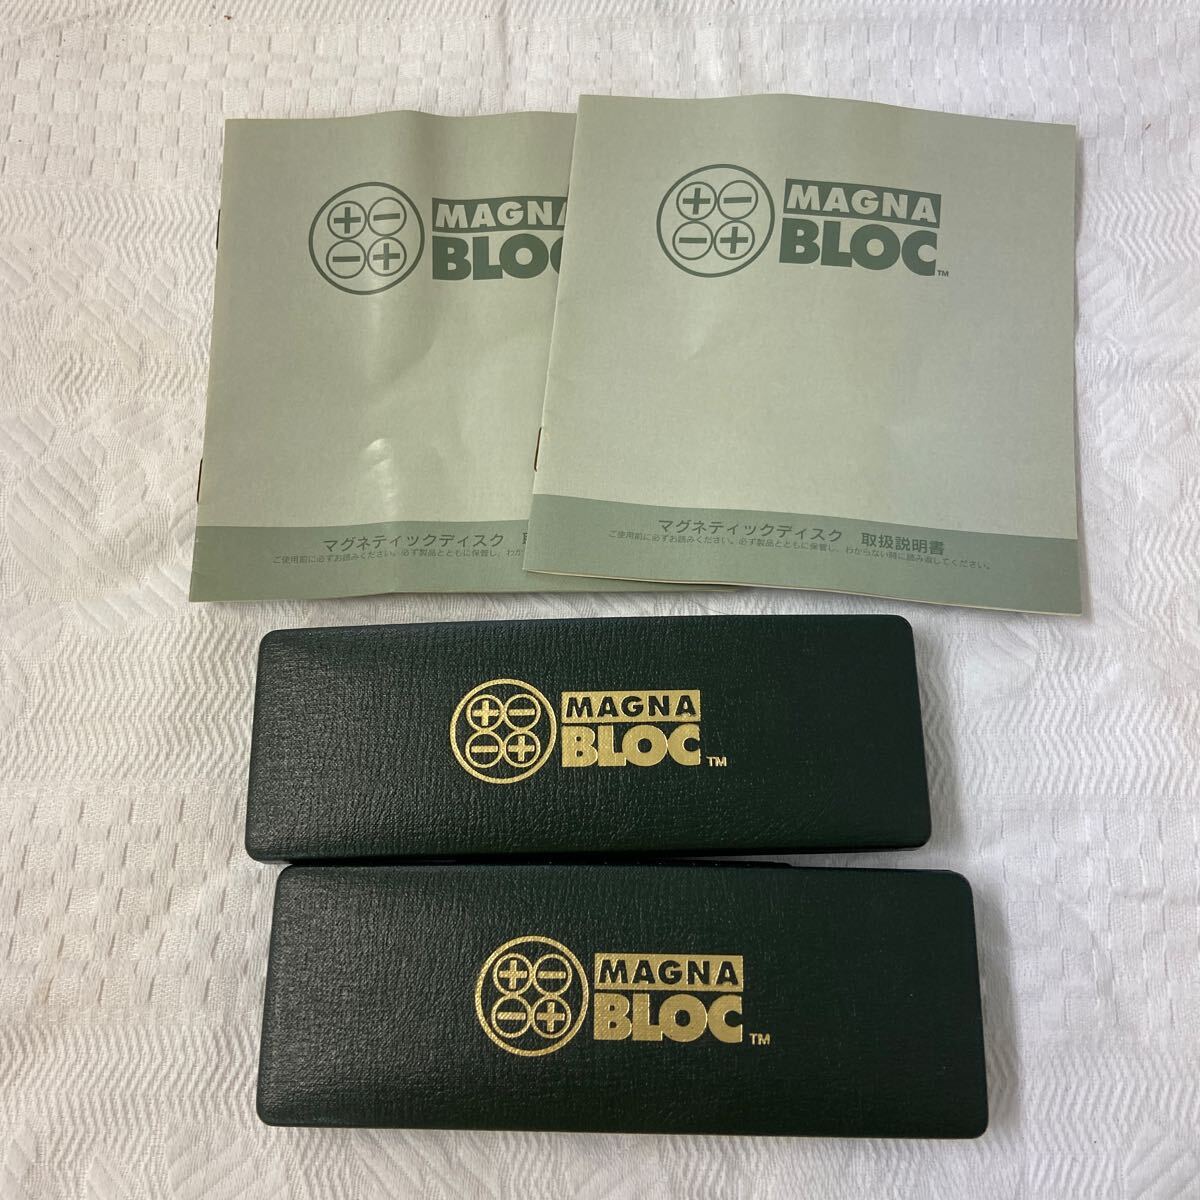 MAGNA
BLOC
マグネティックディスク 取
ご使用前に必ずお読みください。必ず製品とともに保管し、わか
MAGNA
BLOC™
マグネティックディスク 取扱説明書
ご使用前に必ずお読みください。必ず製品とともに保管し、わからない時に読み返してください。
MAGNA
BLOC™
MAGNA
BLOC™